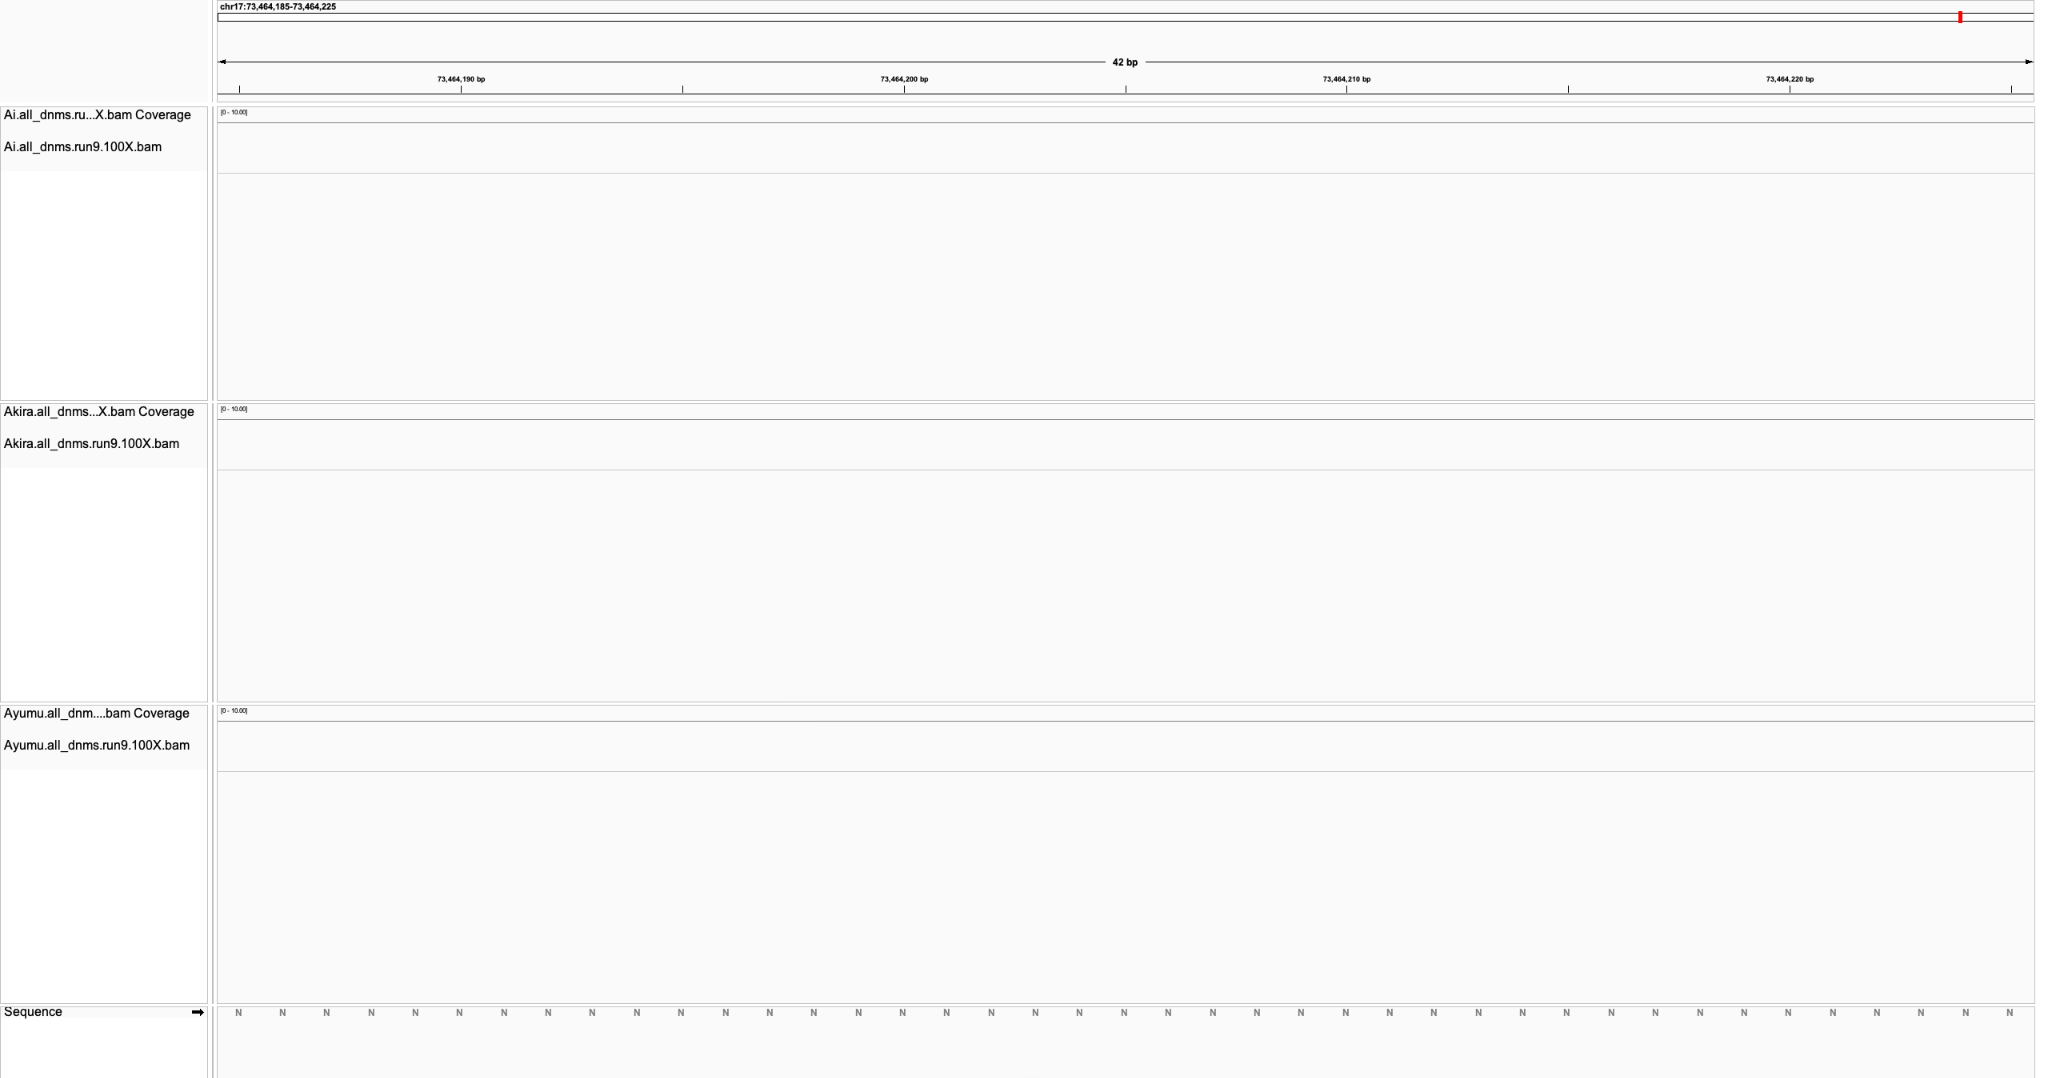 chr17:73,464,185-73,464,225
42 bp
73,464,190 bp 73,464,200 bp 73,464,210 bp 73,464,220 bp
Ai.all_dnms.ru...X.bam Coverage
[0 - 10.00]
Ai.all_dnms.run9.100X.bam
Akira.all_dnms...X.bam Coverage
[0 - 10.00]
Akira.all_dnms.run9.100X.bam
Ayumu.all_dnm....bam Coverage
[0 - 10.00]
Ayumu.all_dnms.run9.100X.bam
Sequence N N N N N N N N N N N N N N N N N N N N N N N N N N N N N N N N N N N N N N N N N